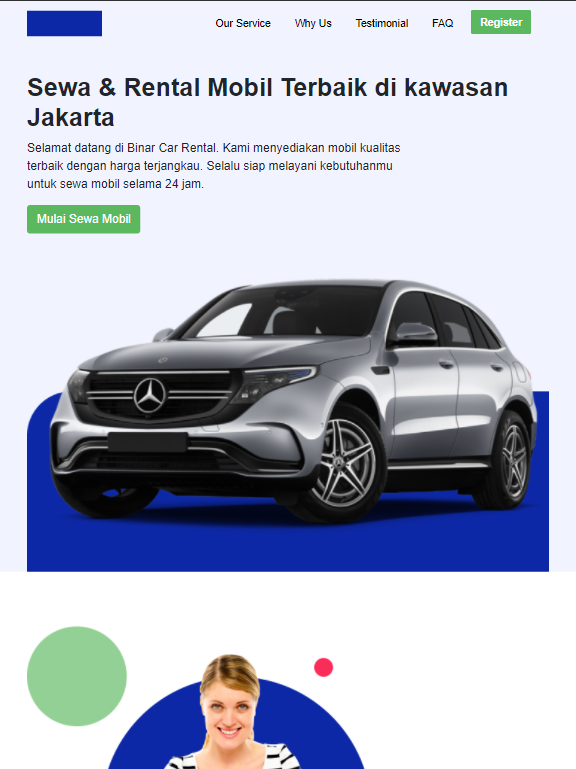 Our Service Why Us Testimonial FAQ Register
Sewa & Rental Mobil Terbaik di kawasan
Jakarta
Selamat datang di Binar Car Rental. Kami menyediakan mobil kualitas
terbaik dengan harga terjangkau. Selalu siap melayani kebutuhanmu
untuk sewa mobil selama 24 jam.
Mulai Sewa Mobil